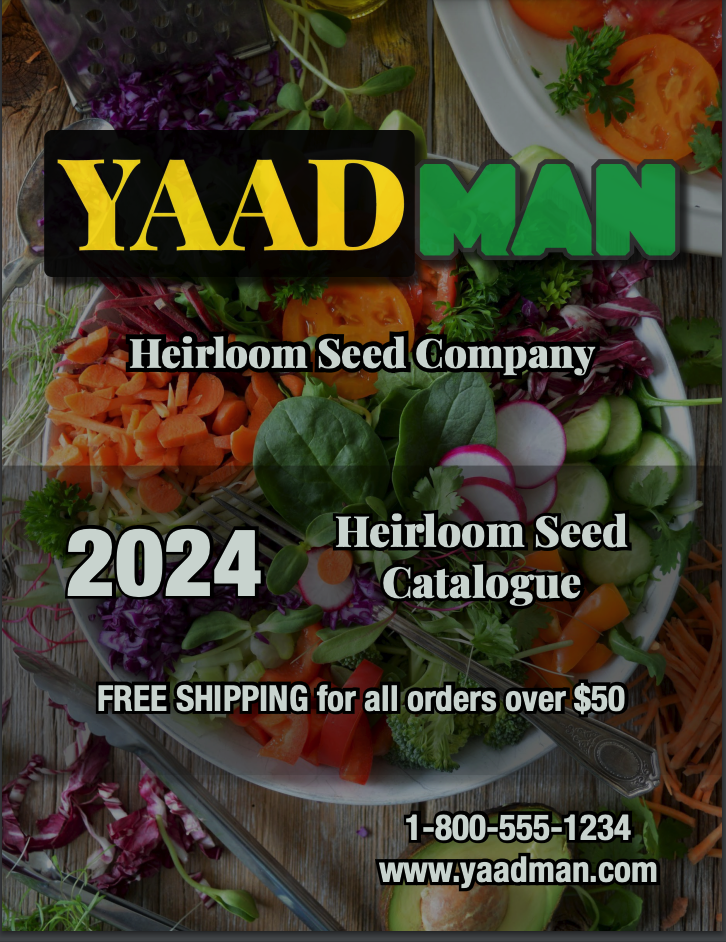 YAADMAN
Heirloom Seed Company
2024
Heirloom Seed
Catalogue
FREE SHIPPING for all orders over $50
1-800-555-1234
www.yaadman.com